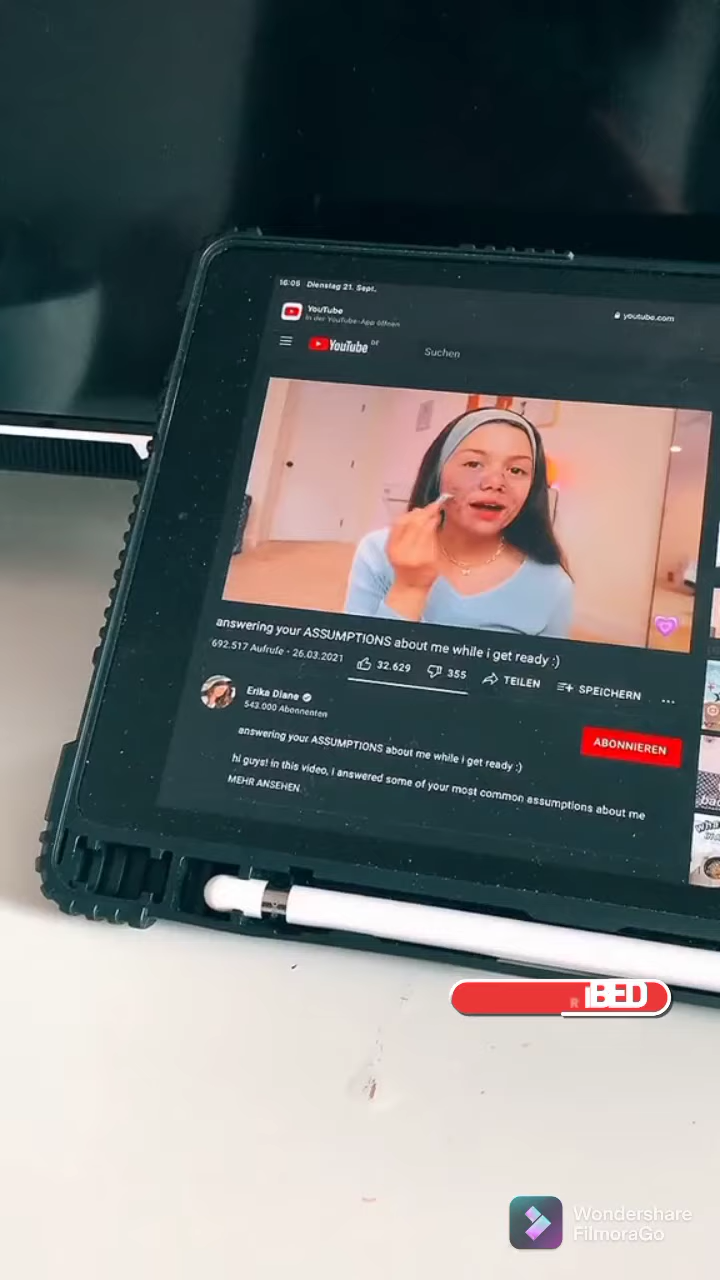 16:05 Dienstag 21. Sept.
YouTube
In der YouTube-App öffnen
youtube.com
YouTube DE
Suchen
answering your ASSUMPTIONS about me while i get ready :)
692.517 Aufrufe · 26.03.2021
32.629
355
TEILEN
SPEICHERN
Erika Diane
543.000 Abonnenten
ABONNIEREN
answering your ASSUMPTIONS about me while i get ready :)
hi guys! in this video, i answered some of your most common assumptions about me
MEHR ANSEHEN
BED
Wondershare
FilmoraGo